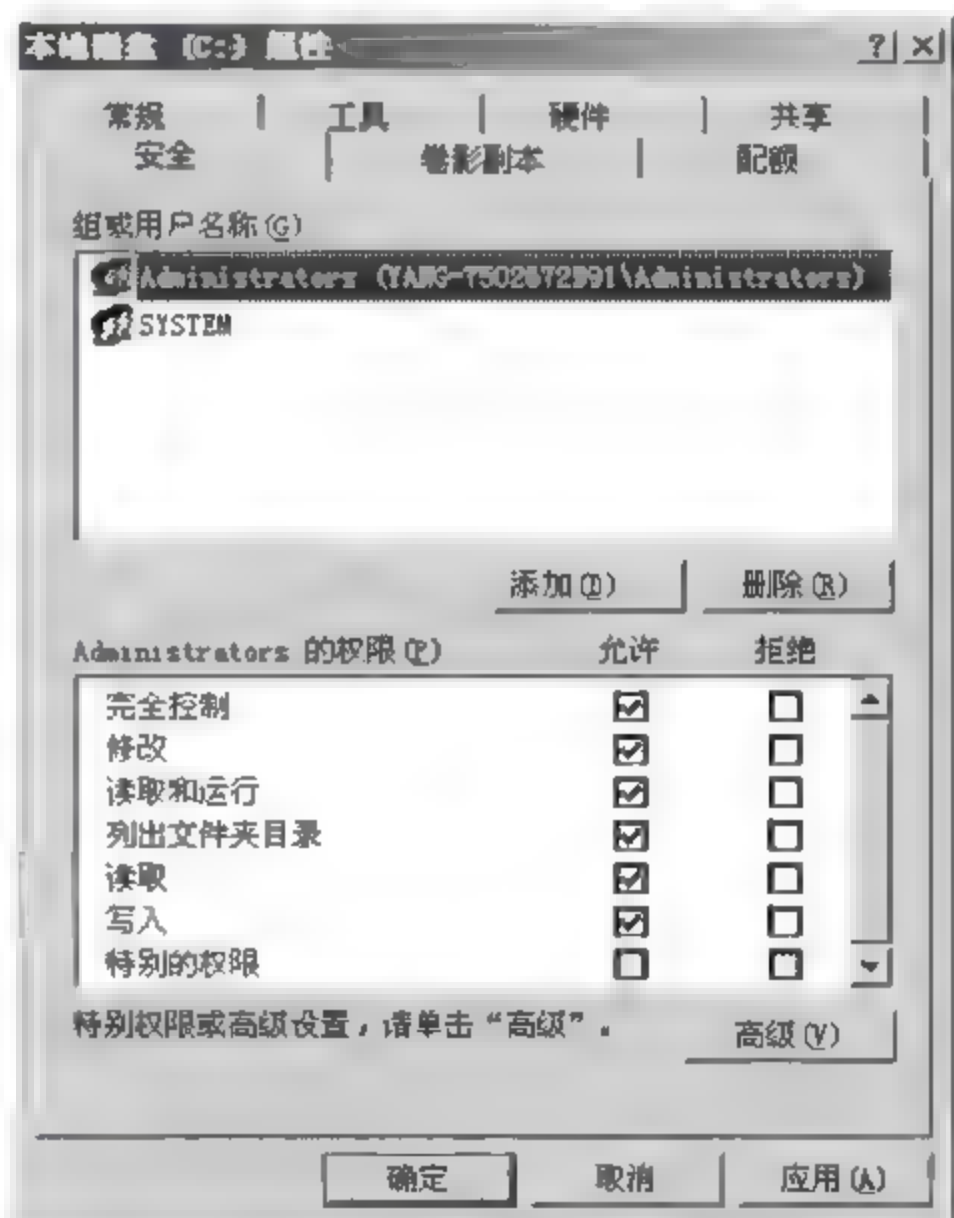 本地磁盘 (C:) 属性
常规 工具 硬件 共享
安全 卷影副本 配额
组或用户名称(G)
Administrators (YANG-7502672D91\Administrators)
SYSTEM
添加(D) 删除(R)
Administrators 的权限(P) 允许 拒绝
完全控制
修改
读取和运行
列出文件夹目录
读取
写入
特别的权限
特别权限或高级设置，请单击“高级”。 高级(V)
确定 取消 应用(A)